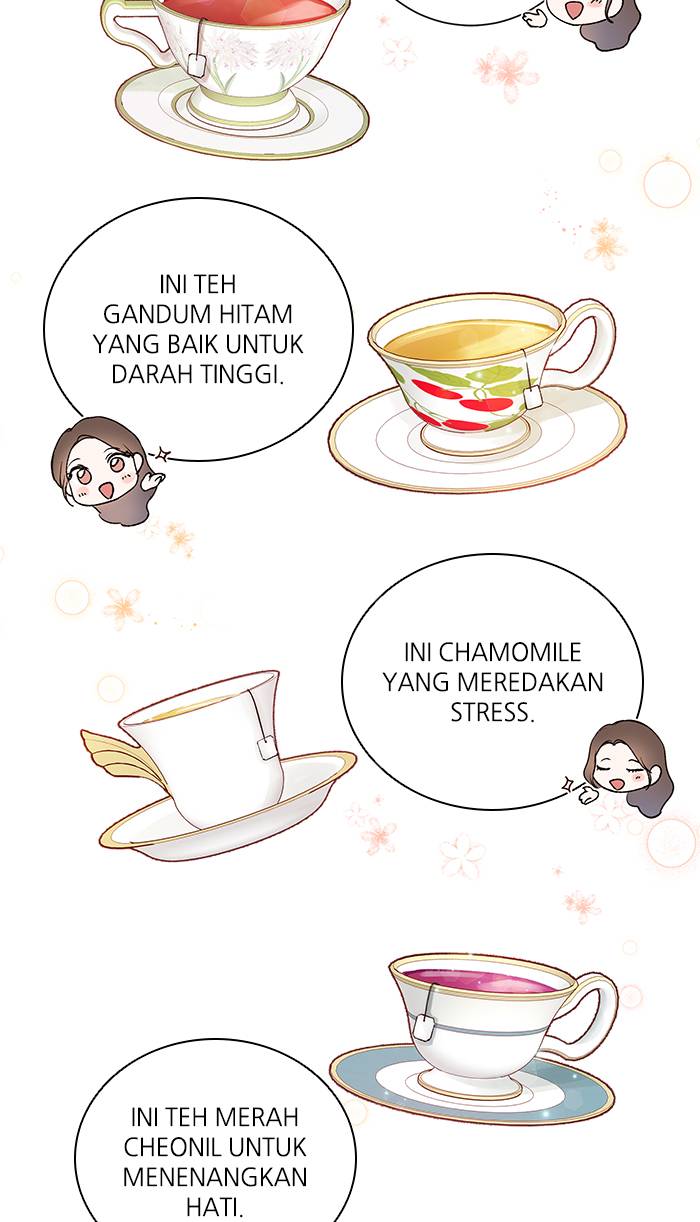 INI TEH
GANDUM HITAM
YANG BAIK UNTUK
DARAH TINGGI.
INI CHAMOMILE
YANG MEREDAKAN
STRESS.
INI TEH MERAH
CHEONIL UNTUK
MENENANGKAN
HATI.